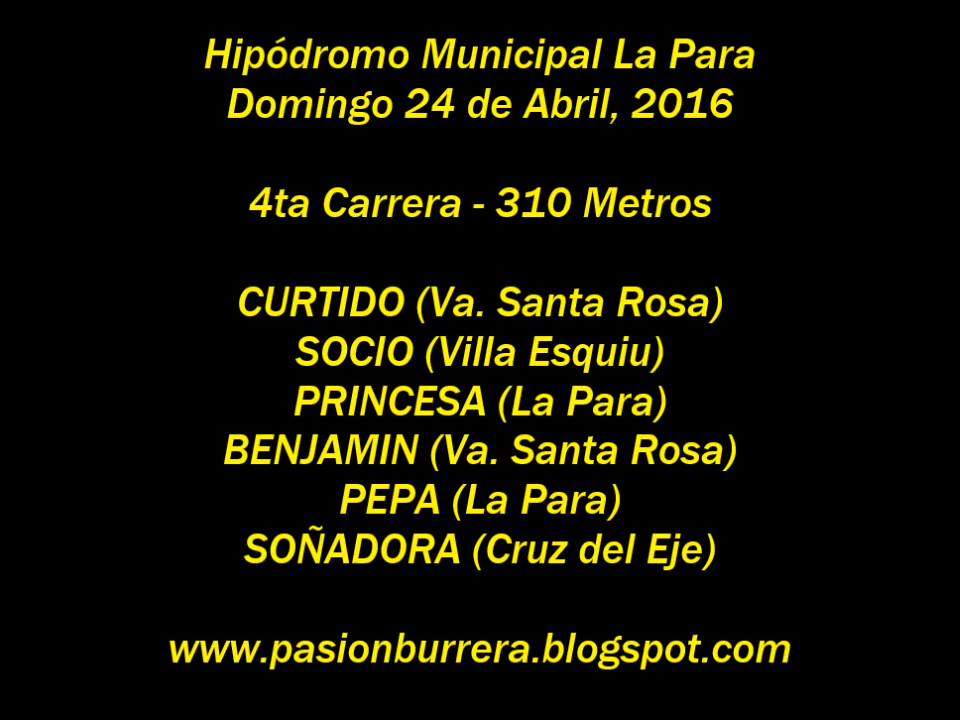 Hipódromo Municipal La Para
Domingo 24 de Abril, 2016
4ta Carrera - 310 Metros
CURTIDO (Va. Santa Rosa)
SOCIO (Villa Esquiu)
PRINCESA (La Para)
BENJAMIN (Va. Santa Rosa)
PEPA (La Para)
SOÑADORA (Cruz del Eje)
www.pasionburrera.blogspot.com